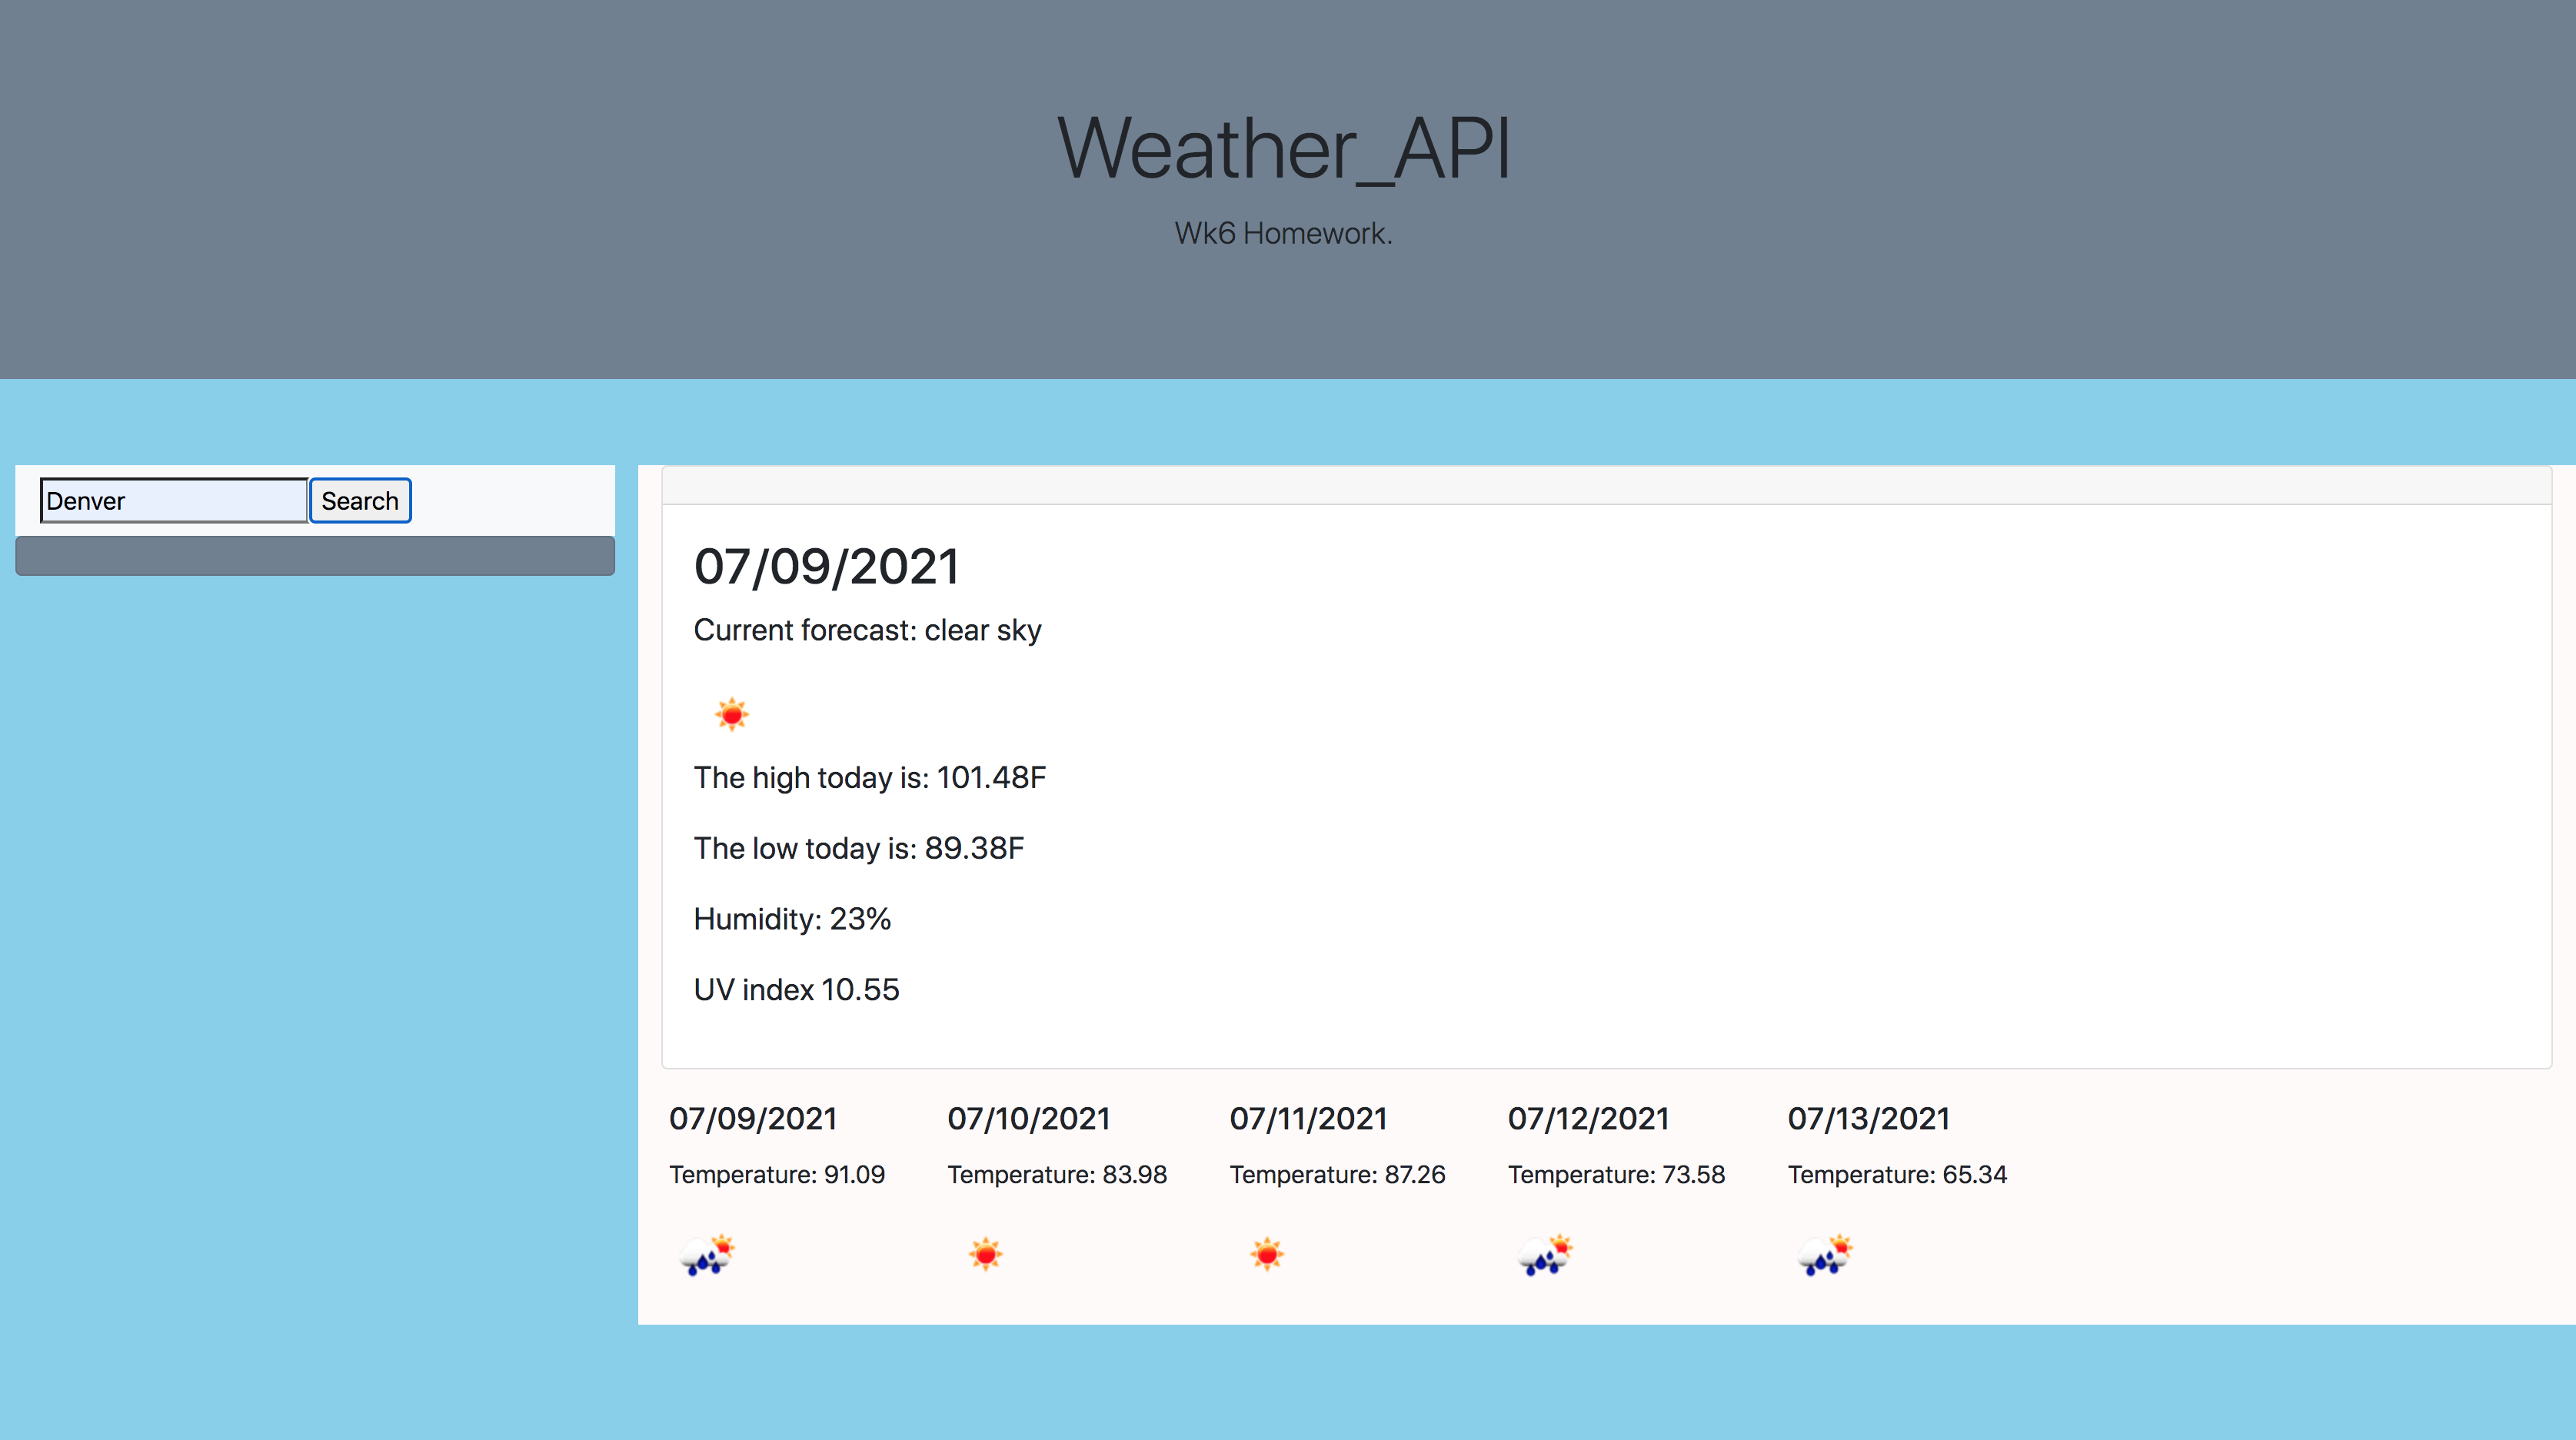 Weather_API
Wk6 Homework.
Denver Search
07/09/2021
Current forecast: clear sky
The high today is: 101.48F
The low today is: 89.38F
Humidity: 23%
UV index 10.55
07/09/2021 07/10/2021 07/11/2021 07/12/2021 07/13/2021
Temperature: 91.09 Temperature: 83.98 Temperature: 87.26 Temperature: 73.58 Temperature: 65.34